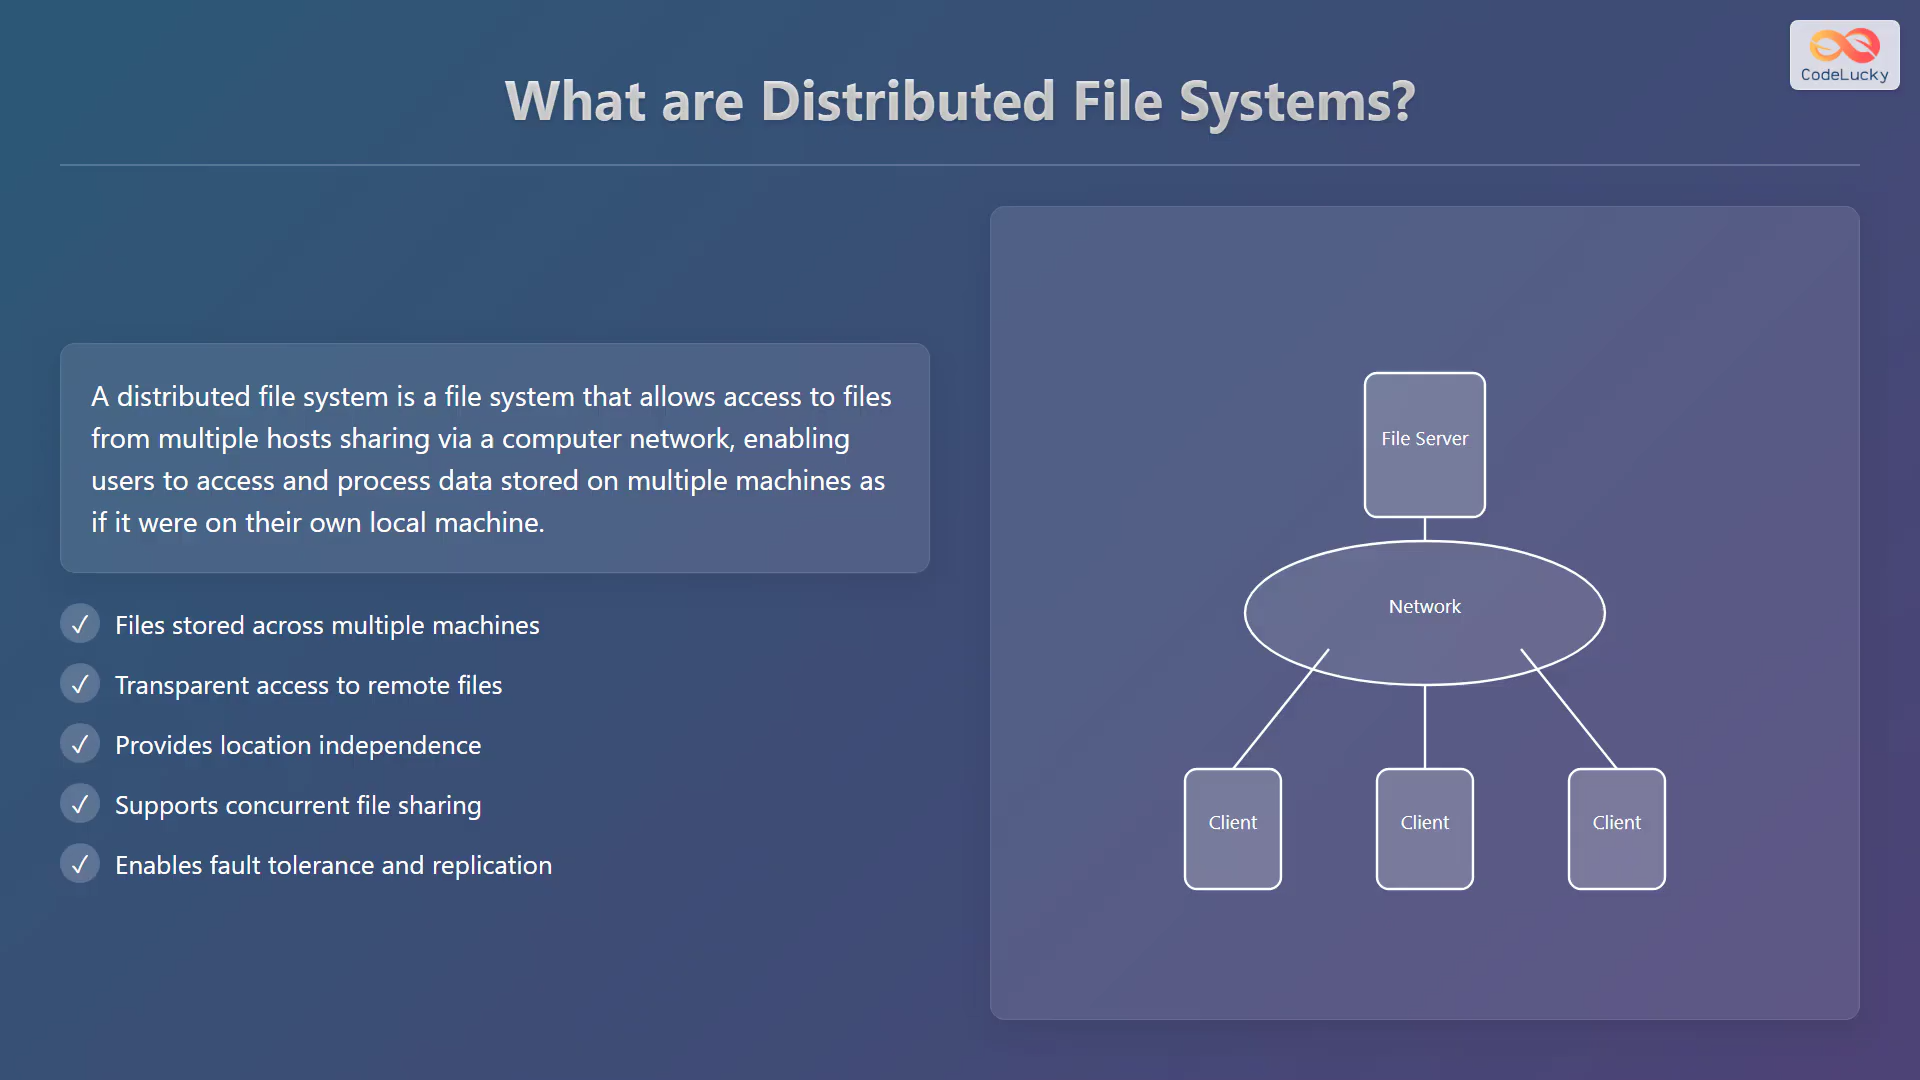 CodeLucky
What are Distributed File Systems?
A distributed file system is a file system that allows access to files
from multiple hosts sharing via a computer network, enabling
users to access and process data stored on multiple machines as
if it were on their own local machine.
✓ Files stored across multiple machines
✓ Transparent access to remote files
✓ Provides location independence
✓ Supports concurrent file sharing
✓ Enables fault tolerance and replication
File Server
Network
Client
Client
Client